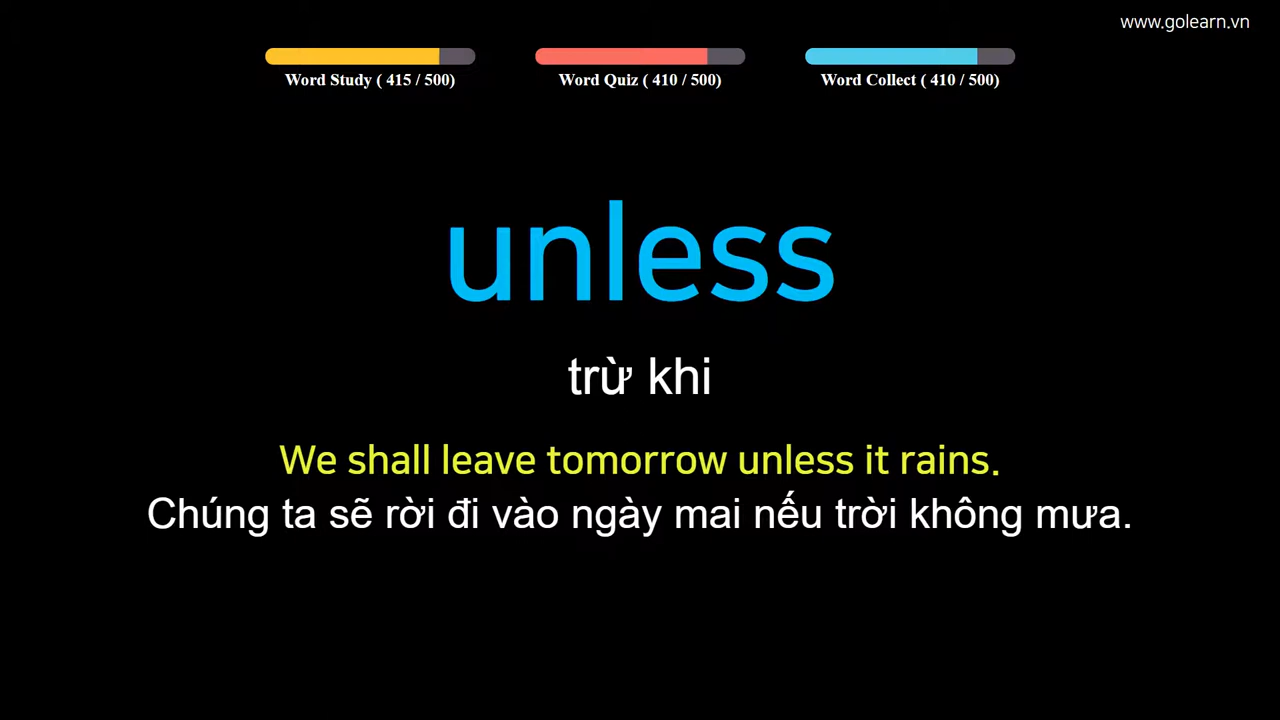 www.golearn.vn
Word Study ( 415 / 500) Word Quiz ( 410 / 500) Word Collect ( 410 / 500)
unless
trừ khi
We shall leave tomorrow unless it rains.
Chúng ta sẽ rời đi vào ngày mai nếu trời không mưa.